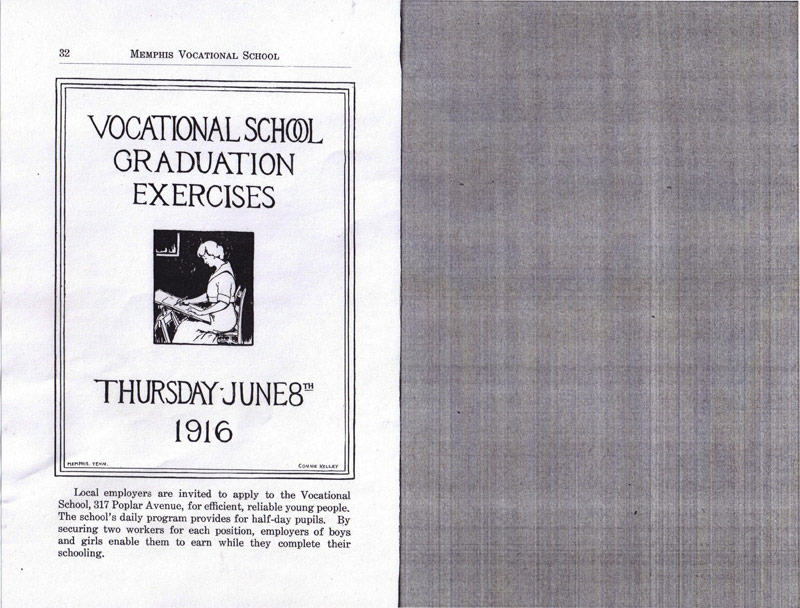 32 MEMPHIS VOCATIONAL SCHOOL
VOCATIONAL SCHOOL
GRADUATION
EXERCISES
THURSDAY·JUNE 8TH
1916
MEMPHIS, TENN. CONNIE KELLEY
Local employers are invited to apply to the Vocational
School, 317 Poplar Avenue, for efficient, reliable young people.
The school's daily program provides for half-day pupils. By
securing two workers for each position, employers of boys
and girls enable them to earn while they complete their
schooling.